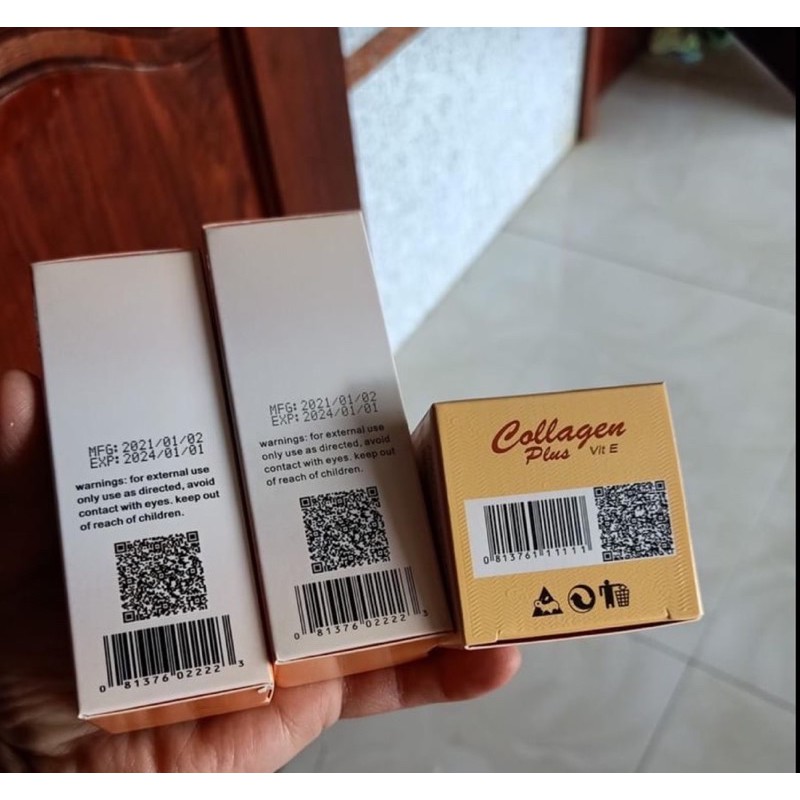 MFG: 2021/01/02
EXP: 2024/01/01
warnings: for external use
only use as directed, avoid
contact with eyes. keep out
of reach of children.
0 81376 02222 3
MFG: 2021/01/02
EXP: 2024/01/01
warnings: for external use
only use as directed, avoid
contact with eyes. keep out
of reach of children.
0 81376 02222 3
Collagen
Plus Vit E
0 813761 11111